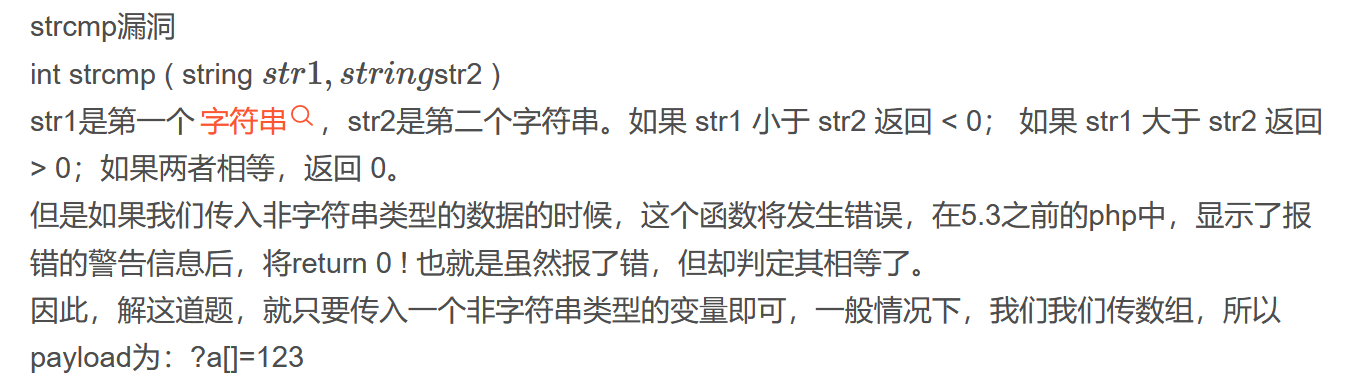 strcmp漏洞
int strcmp ( string str1, stringstr2 )
str1是第一个 字符串 ，str2是第二个字符串。如果 str1 小于 str2 返回 < 0； 如果 str1 大于 str2 返回
> 0；如果两者相等，返回 0。
但是如果我们传入非字符串类型的数据的时候，这个函数将发生错误，在5.3之前的php中，显示了报
错的警告信息后，将return 0 ! 也就是虽然报了错，但却判定其相等了。
因此，解这道题，就只要传入一个非字符串类型的变量即可，一般情况下，我们我们传数组，所以
payload为：?a[]=123